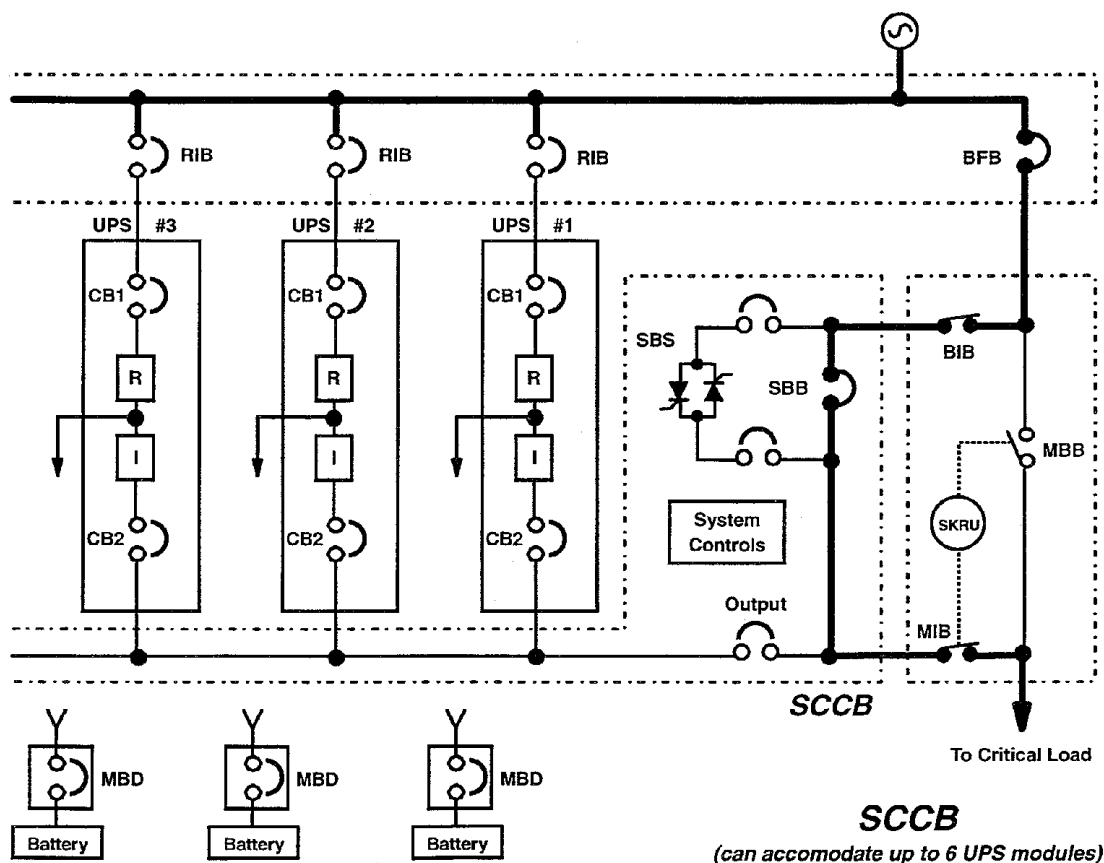 RIB
RIB
RIB
BFB
UPS #3
UPS #2
UPS #1
CB1
CB1
CB1
SBS
SBB
BIB
R
R
R
I
I
I
MBB
System
Controls
SKRU
CB2
CB2
CB2
Output
MIB
SCCB
To Critical Load
MBD
MBD
MBD
Battery
Battery
Battery
SCCB
(can accomodate up to 6 UPS modules)